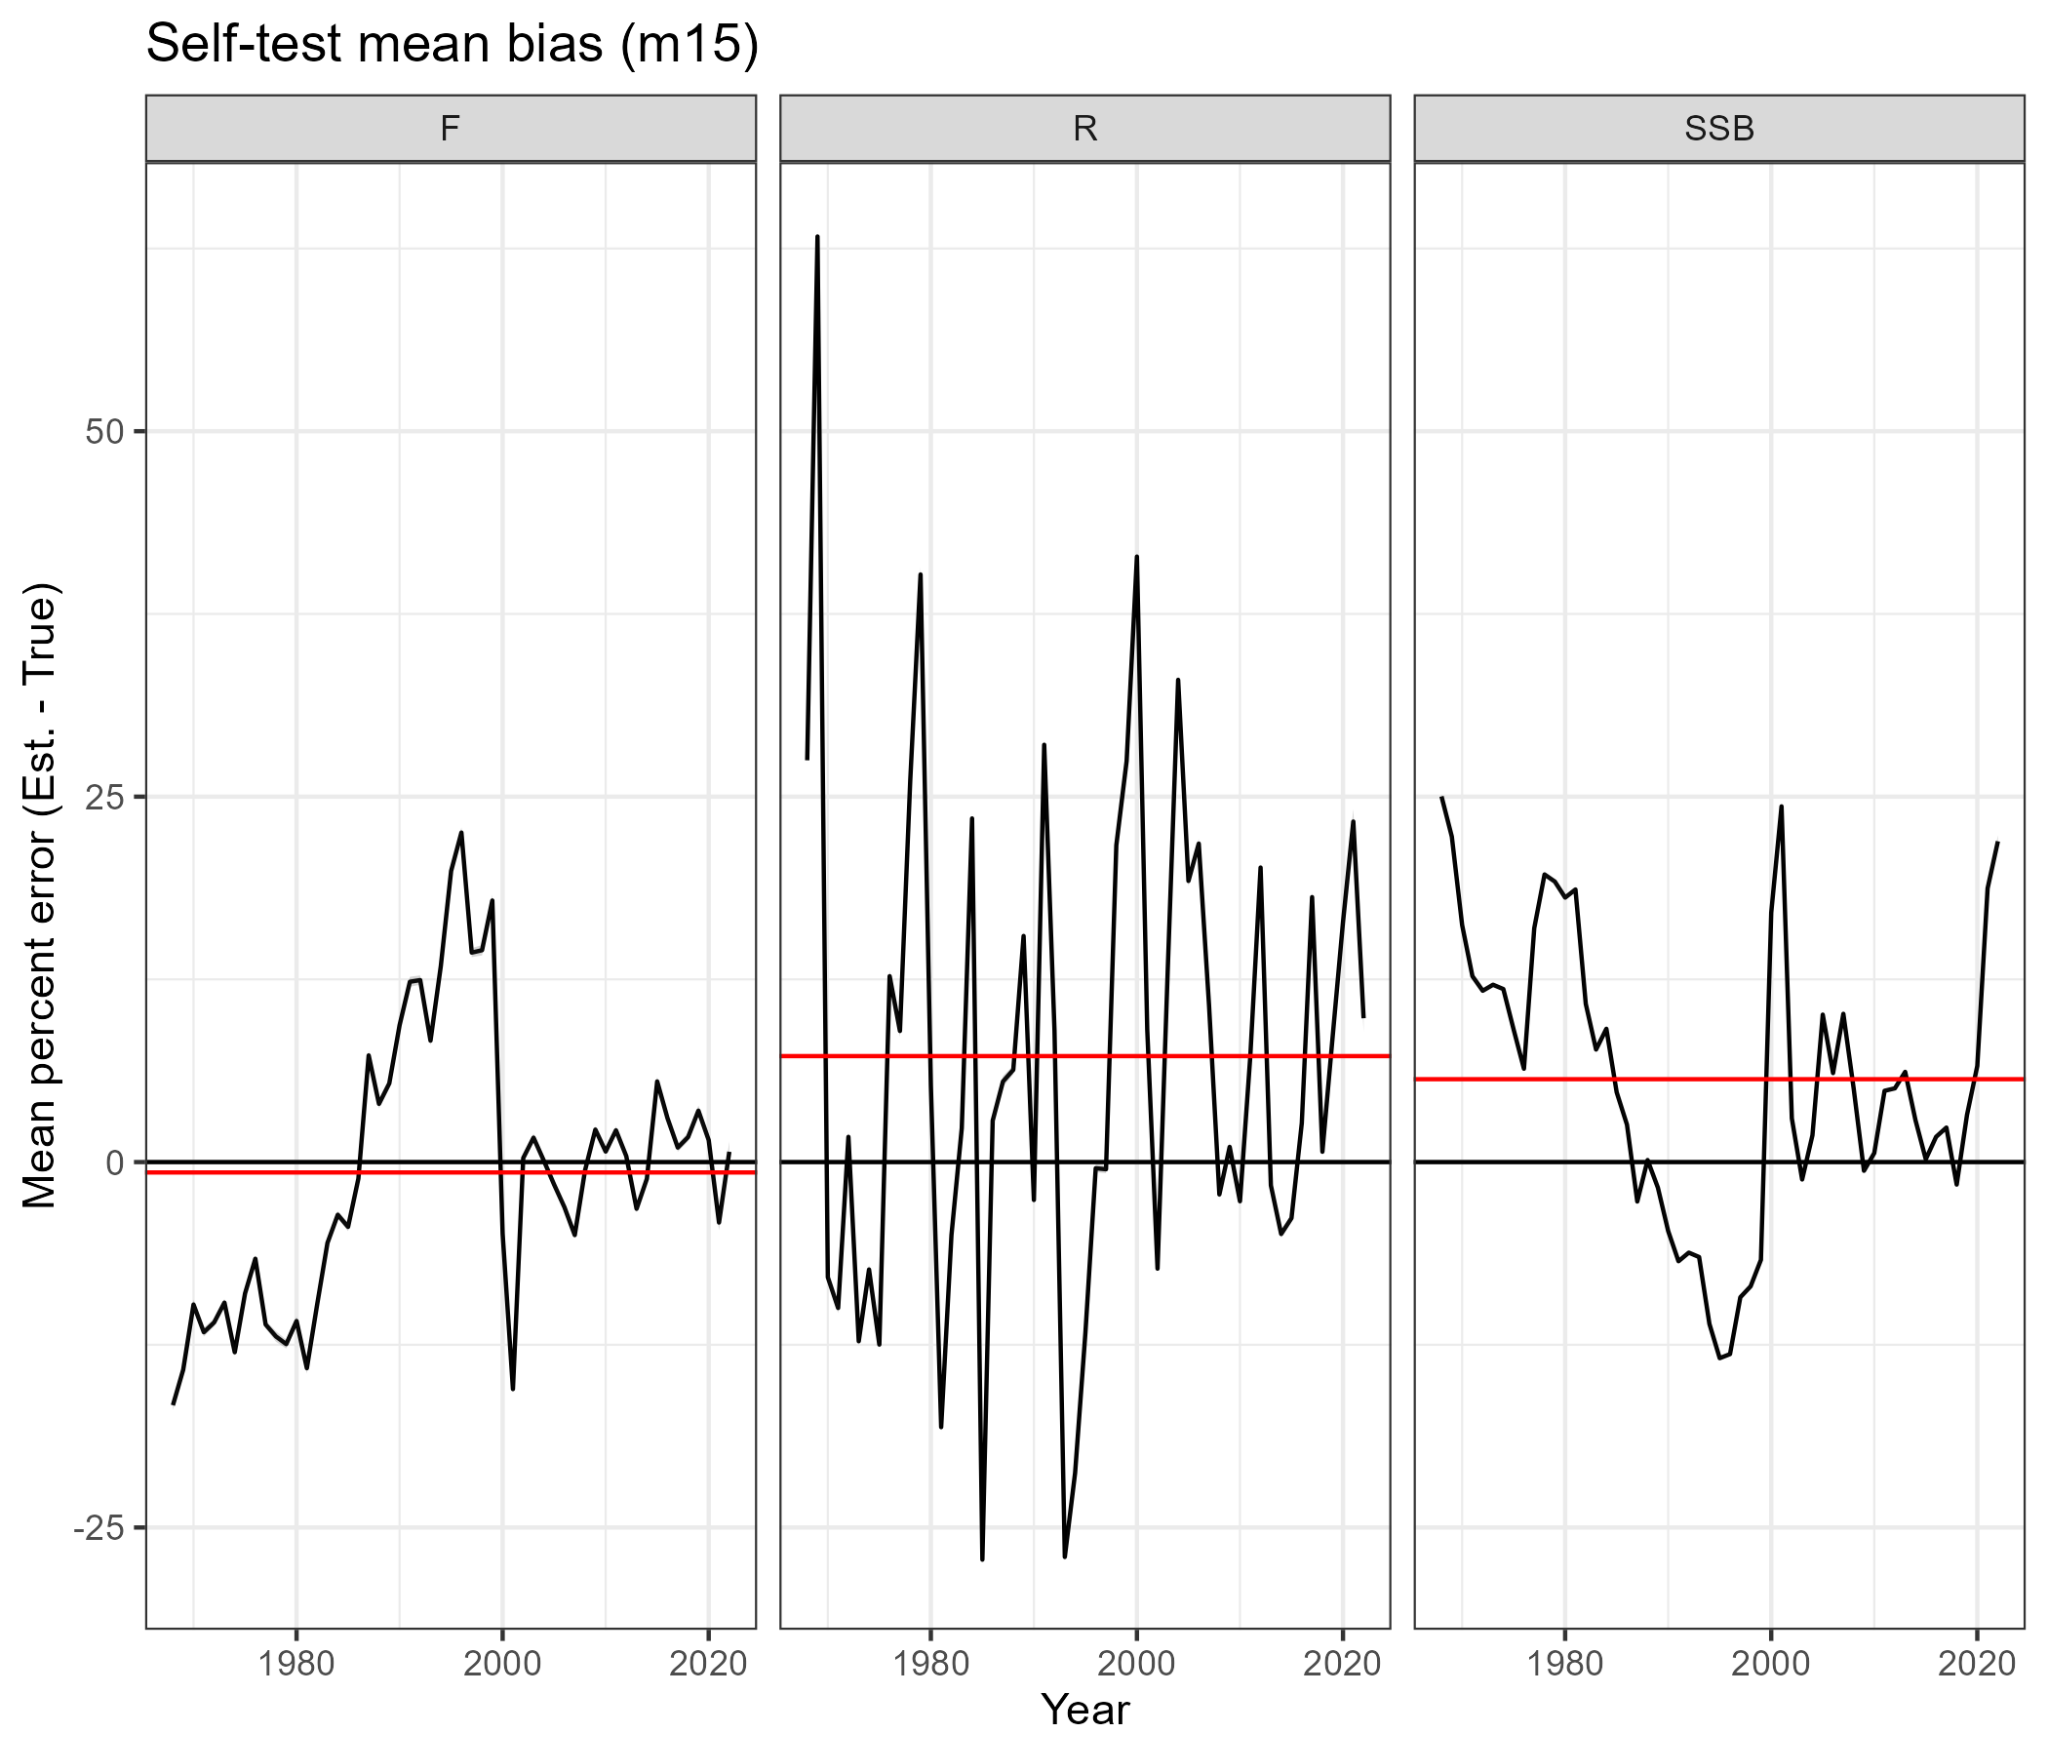 Self-test mean bias (m15)
F R SSB
Mean percent error (Est. - True)
50
25
0
-25
1980 2000 2020 1980 2000 2020 1980 2000 2020
Year